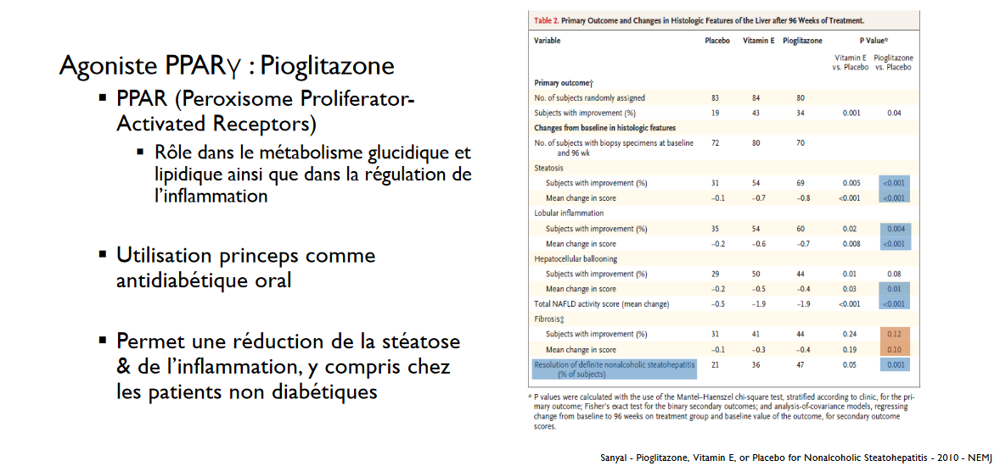 Agoniste PPARγ : Pioglitazone
▪ PPAR (Peroxisome Proliferator-
Activated Receptors)
▪ Rôle dans le métabolisme glucidique et
lipidique ainsi que dans la régulation de
l’inflammation
▪ Utilisation princeps comme
antidiabétique oral
▪ Permet une réduction de la stéatose
& de l’inflammation, y compris chez
les patients non diabétiques
Table 2. Primary Outcome and Changes in Histologic Features of the Liver after 96 Weeks of Treatment.
Variable Placebo Vitamin E Pioglitazone P Value*
Vitamin E Pioglitazone
vs. Placebo vs. Placebo
Primary outcome†
No. of subjects randomly assigned 83 84 80
Subjects with improvement (%) 19 43 34 0.001 0.04
Changes from baseline in histologic features
No. of subjects with biopsy specimens at baseline 72 80 70
and 96 wk
Steatosis
Subjects with improvement (%) 31 54 69 0.005 <0.001
Mean change in score −0.1 −0.7 −0.8 <0.001 <0.001
Lobular inflammation
Subjects with improvement (%) 35 54 60 0.02 0.004
Mean change in score −0.2 −0.6 −0.7 0.008 <0.001
Hepatocellular ballooning
Subjects with improvement (%) 29 50 44 0.01 0.08
Mean change in score −0.2 −0.5 −0.4 0.03 0.01
Total NAFLD activity score (mean change) −0.5 −1.9 −1.9 <0.001 <0.001
Fibrosis‡
Subjects with improvement (%) 31 41 44 0.24 0.12
Mean change in score −0.1 −0.3 −0.4 0.19 0.10
Resolution of definite nonalcoholic steatohepatitis 21 36 47 0.05 0.001
(% of subjects)
* P values were calculated with the use of the Mantel–Haenszel chi-square test, stratified according to clinic, for the pri-
mary outcome; Fisher’s exact test for the binary secondary outcomes; and analysis-of-covariance models, regressing
change from baseline to 96 weeks on treatment group and baseline value of the outcome, for secondary outcome
scores.
Sanyal - Pioglitazone, Vitamin E, or Placebo for Nonalcoholic Steatohepatitis - 2010 - NEMJ